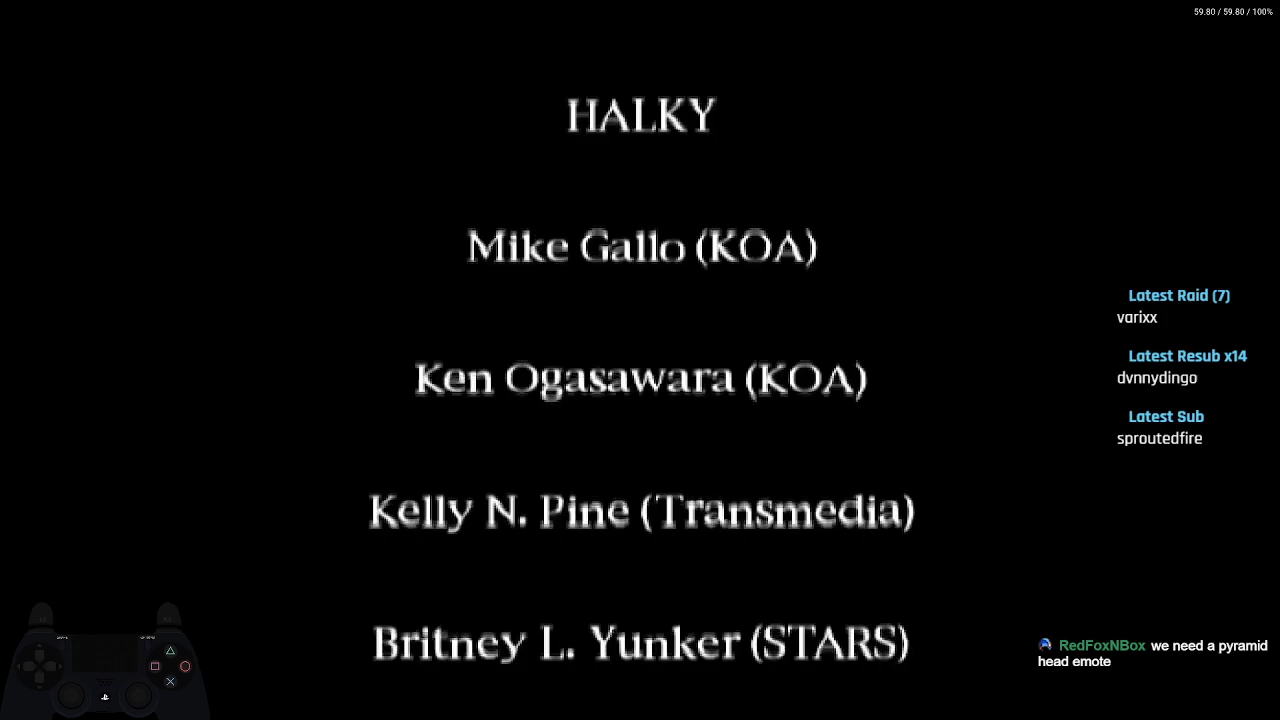 59.80 / 59.80 / 100%
HALKY
Mike Gallo (KOA)
Ken Ogasawara (KOA)
Kelly N. Pine (Transmedia)
Britney L. Yunker (STARS)
Latest Raid (7)
varixx
Latest Resub x14
dvnnydingo
Latest Sub
sproutedfire
RedFoxNBox we need a pyramid
head emote